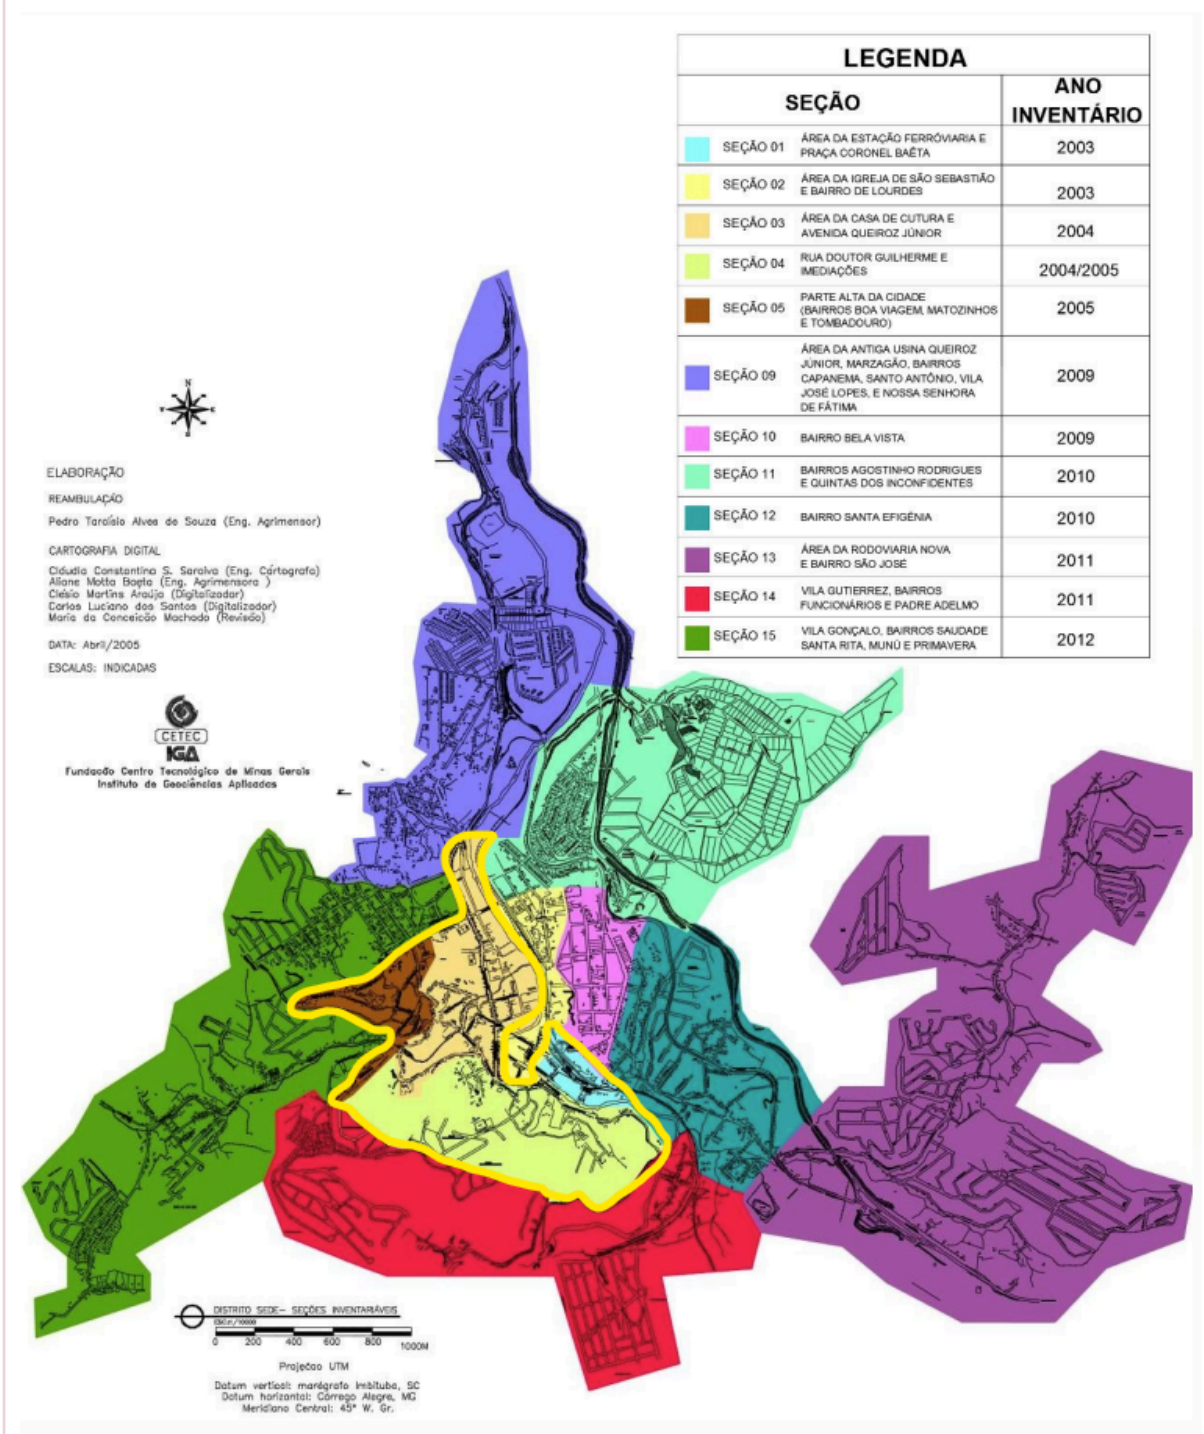 LEGENDA
SEÇÃO
ANO
INVENTÁRIO
SEÇÃO 01
ÁREA DA ESTAÇÃO FERRÓVIARIA E
PRAÇA CORONEL BAÊTA
2003
SEÇÃO 02
ÁREA DA IGREJA DE SÃO SEBASTIÃO
E BAIRRO DE LOURDES
2003
SEÇÃO 03
ÁREA DA CASA DE CUTURA E
AVENIDA QUEIROZ JÚNIOR
2004
SEÇÃO 04
RUA DOUTOR GUILHERME E
IMEDIAÇÕES
2004/2005
SEÇÃO 05
PARTE ALTA DA CIDADE
(BAIRROS BOA VIAGEM, MATOZINHOS
E TOMBADOURO)
2005
SEÇÃO 09
ÁREA DA ANTIGA USINA QUEIROZ
JÚNIOR, MARZAGÃO, BAIRROS
CAPANEMA, SANTO ANTÔNIO, VILA
JOSÉ LOPES, E NOSSA SENHORA
DE FÁTIMA
2009
SEÇÃO 10
BAIRRO BELA VISTA
2009
SEÇÃO 11
BAIRROS AGOSTINHO RODRIGUES
E QUINTAS DOS INCONFIDENTES
2010
SEÇÃO 12
BAIRRO SANTA EFIGÊNIA
2010
SEÇÃO 13
ÁREA DA RODOVIARIA NOVA
E BAIRRO SÃO JOSÉ
2011
SEÇÃO 14
VILA GUTIERREZ, BAIRROS
FUNCIONÁRIOS E PADRE ADELMO
2011
SEÇÃO 15
VILA GONÇALO, BAIRROS SAUDADE
SANTA RITA, MUNÚ E PRIMAVERA
2012
N
ELABORAÇÃO
REAMBULAÇÃO
Pedro Tarcísio Alves de Souza (Eng. Agrimensor)
CARTOGRAFIA DIGITAL
Cláudia Constantina S. Saraiva (Eng. Cartografa)
Aliane Motta Baeta (Eng. Agrimensora )
Clésio Martins Araújo (Digitalizador)
Carlos Luciano dos Santos (Digitalizador)
Maria da Conceicão Machado (Revisão)
DATA: Abril/2005
ESCALAS: INDICADAS
CETEC
IGA
Fundacão Centro Tecnológico de Minas Gerais
Instituto de Geociências Aplicadas
DISTRITO SEDE- SEÇÕES INVENTARIÁVEIS
0 200 400 600 800 1000M
Projeção UTM
Datum vertical: marégrafo Imbituba, SC
Datum horizontal: Córrego Alegre, MG
Meridiano Central: 45° W. Gr.